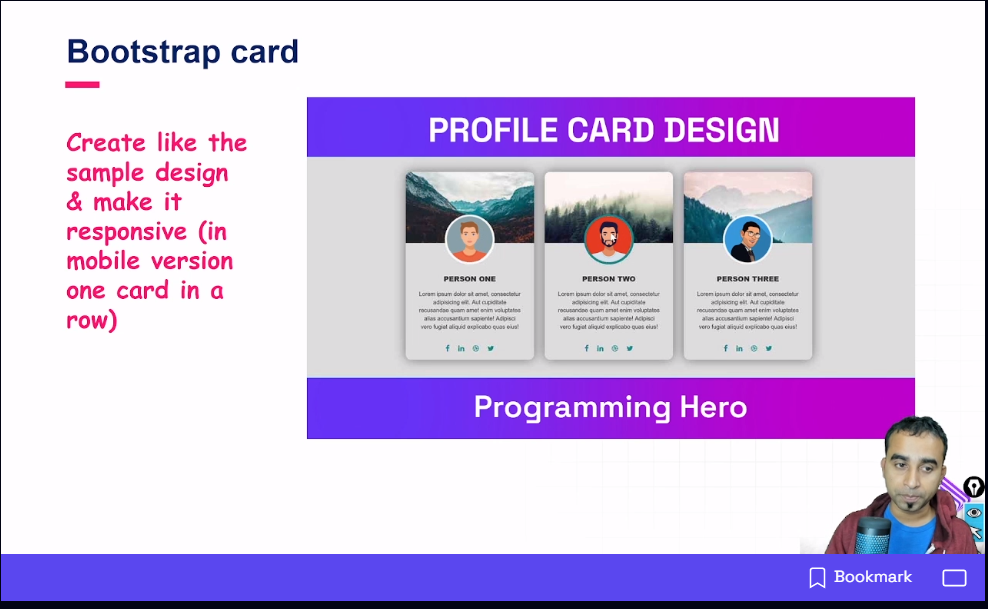 Bootstrap card
Create like the
sample design
& make it
responsive (in
mobile version
one card in a
row)
PROFILE CARD DESIGN
PERSON ONE
Lorem ipsum dolor sit amet, consectetur
adipisicing elit. Aut cupiditate
recusandae quam amet enim voluptates
alias accusantium sapiente! Adipisci
vero fugiat aliquid explicabo quas eius!
PERSON TWO
Lorem ipsum dolor sit amet, consectetur
adipisicing elit. Aut cupiditate
recusandae quam amet enim voluptates
alias accusantium sapiente! Adipisci
vero fugiat aliquid explicabo quas eius!
PERSON THREE
Lorem ipsum dolor sit amet, consectetur
adipisicing elit. Aut cupiditate
recusandae quam amet enim voluptates
alias accusantium sapiente! Adipisci
vero fugiat aliquid explicabo quas eius!
Programming Hero
Bookmark